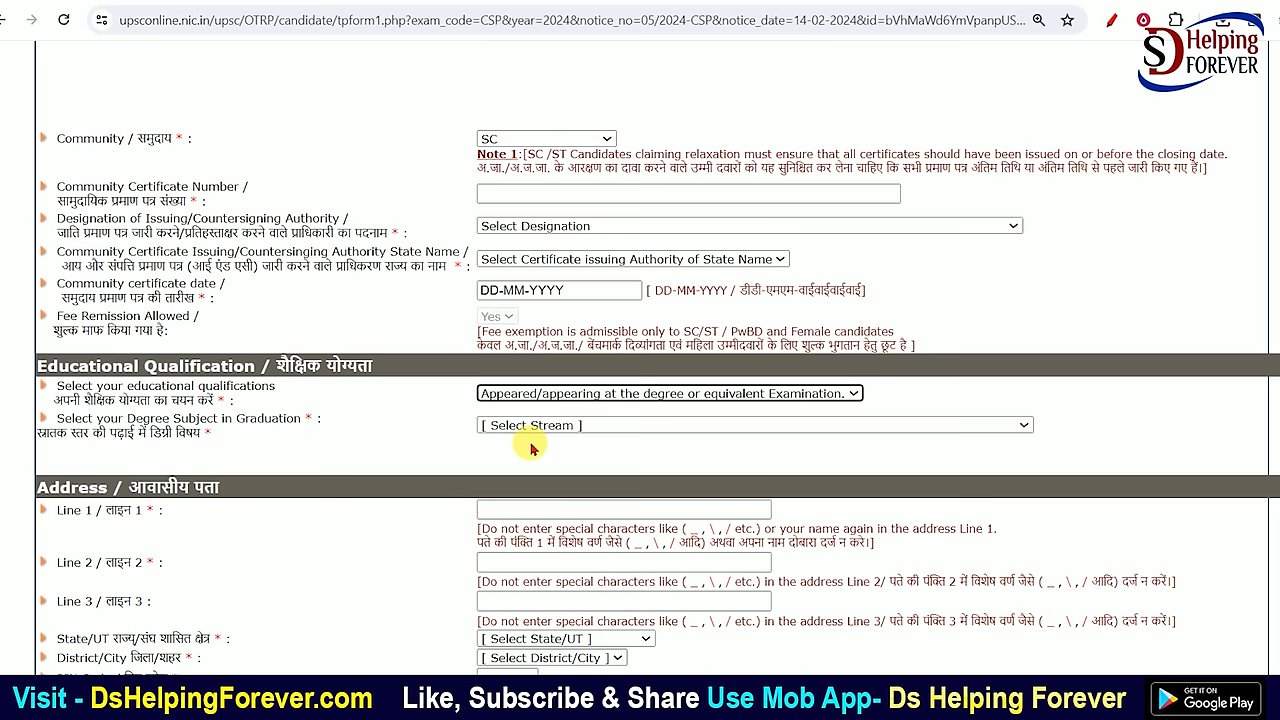 upsconline.nic.in/upsc/OTRP/candidate/tpform1.php?exam_code=CSP&year=2024&notice_no=05/2024-CSP&notice_date=14-02-2024&id=bVhMaWd6YmVpanpUS...
SD Helping
FOREVER
Community / समुदाय * :
SC
Note 1:[SC /ST Candidates claiming relaxation must ensure that all certificates should have been issued on or before the closing date.
अ.जा./अ.ज.जा. के आरक्षण का दावा करने वाले उम्मी दवारों को यह सुनिश्चित कर लेना चाहिए कि सभी प्रमाण पत्र अंतिम तिथि या अंतिम तिथि से पहले जारी किए गए हैं।]
Community Certificate Number /
सामुदायिक प्रमाण पत्र संख्या * :
Designation of Issuing/Countersigning Authority /
जाति प्रमाण पत्र जारी करने/प्रतिहस्ताक्षर करने वाले प्राधिकारी का पदनाम * :
Select Designation
Community Certificate Issuing/Countersinging Authority State Name /
आय और संपत्ति प्रमाण पत्र (आई एंड एसी) जारी करने वाले प्राधिकरण राज्य का नाम * :
Select Certificate issuing Authority of State Name
Community certificate date /
समुदाय प्रमाण पत्र की तारीख * :
DD-MM-YYYY
[ DD-MM-YYYY / डीडी-एमएम-वाईवाईवाईवाई]
Fee Remission Allowed /
शुल्क माफ किया गया है:
Yes
[Fee exemption is admissible only to SC/ST / PwBD and Female candidates
केवल अ.जा./अ.ज.जा./ बेंचमार्क दिव्यांगता एवं महिला उम्मीदवारों के लिए शुल्क भुगतान हेतु छूट है ]
Educational Qualification / शैक्षिक योग्यता
Select your educational qualifications
अपनी शैक्षिक योग्यता का चयन करें * :
Appeared/appearing at the degree or equivalent Examination.
Select your Degree Subject in Graduation * :
स्नातक स्तर की पढ़ाई में डिग्री विषय *
[ Select Stream ]
Address / आवासीय पता
Line 1 / लाइन 1 * :
[Do not enter special characters like ( _ , \ , / etc.) or your name again in the address Line 1.
पते की पंक्ति 1 में विशेष वर्ण जैसे ( _ , \ , / आदि) अथवा अपना नाम दोबारा दर्ज न करें।]
Line 2 / लाइन 2 * :
[Do not enter special characters like ( _ , \ , / etc.) in the address Line 2/ पते की पंक्ति 2 में विशेष वर्ण जैसे ( _ , \ , / आदि) दर्ज न करें।]
Line 3 / लाइन 3 :
[Do not enter special characters like ( _ , \ , / etc.) in the address Line 3/ पते की पंक्ति 3 में विशेष वर्ण जैसे ( _ , \ , / आदि) दर्ज न करें।]
State/UT राज्य/संघ शासित क्षेत्र * :
[ Select State/UT ]
District/City जिला/शहर * :
[ Select District/City ]
Visit - DsHelpingForever.com Like, Subscribe & Share Use Mob App- Ds Helping Forever
GET IT ON
Google Play